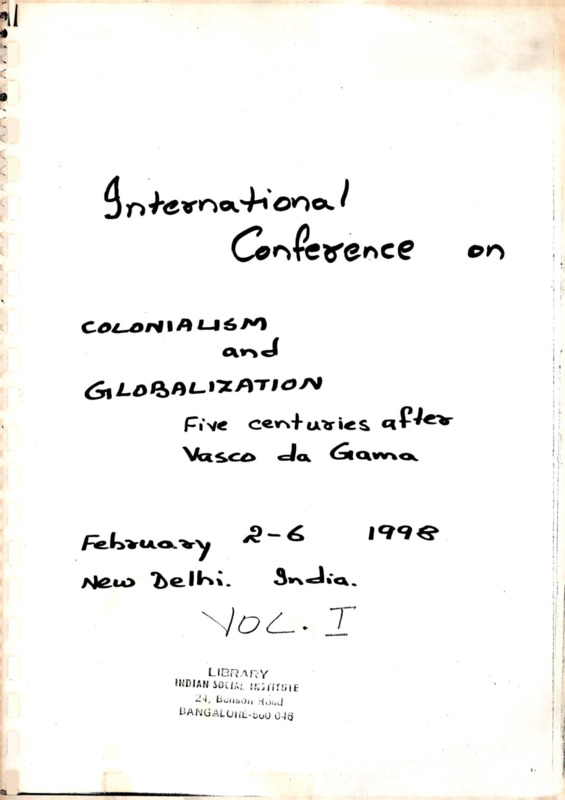 International
Conference on
COLONIALISM
and
GLOBALIZATION
Five centuries after
Vasco da Gama
February 2-6 1998
New Delhi. India.
VOL. I
LIBRARY
INDIAN SOCIAL INSTITUTE
24, Benson Road
BANGALORE-560 046